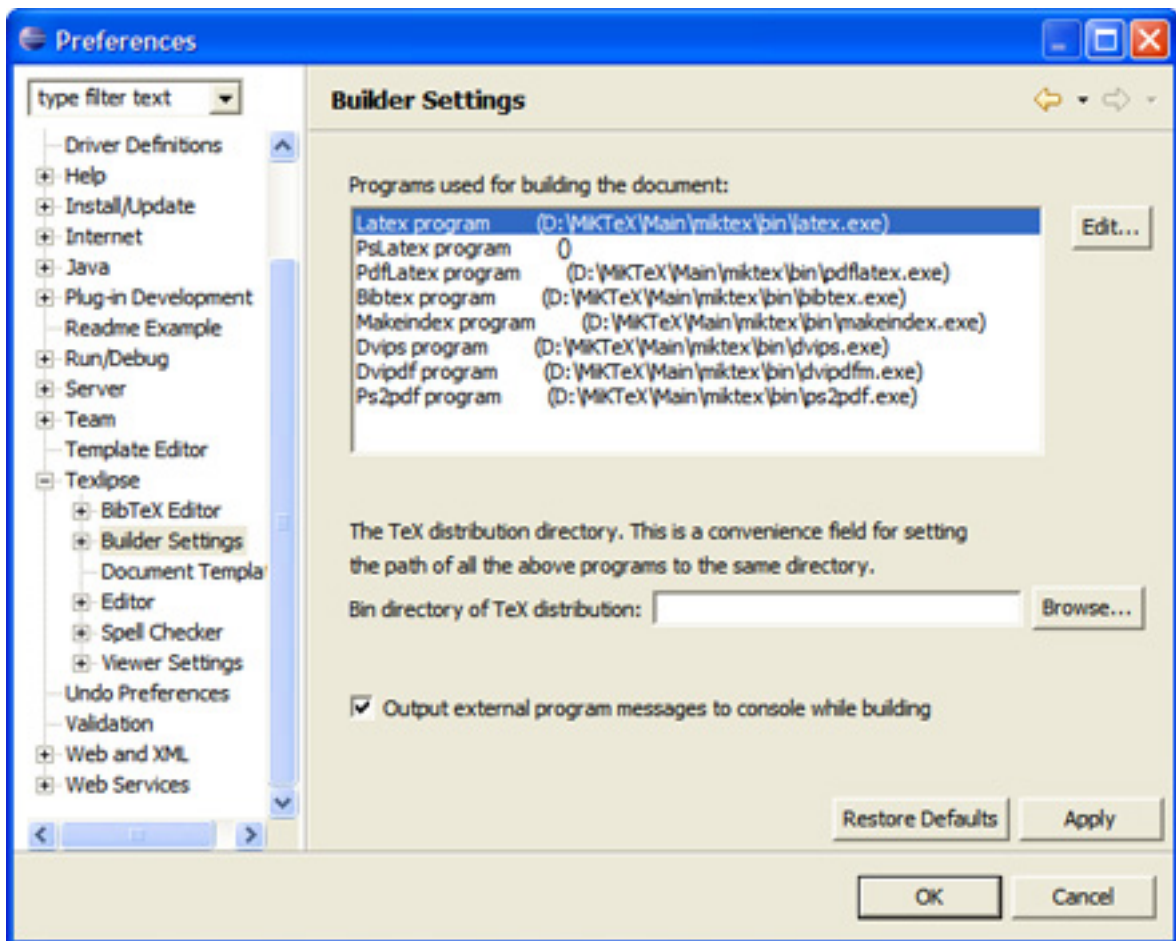 Preferences
type filter text
Driver Definitions
Help
Install/Update
Internet
Java
Plug-in Development
Readme Example
Run/Debug
Server
Team
Template Editor
Texlipse
BibTeX Editor
Builder Settings
Document Templa
Editor
Spell Checker
Viewer Settings
Undo Preferences
Validation
Web and XML
Web Services
Builder Settings
Programs used for building the document:
Latex program (D:\MiKTeX\Main\miktex\bin\latex.exe)
PsLatex program ()
PdfLatex program (D:\MiKTeX\Main\miktex\bin\pdflatex.exe)
Bibtex program (D:\MiKTeX\Main\miktex\bin\bibtex.exe)
Makeindex program (D:\MiKTeX\Main\miktex\bin\makeindex.exe)
Dvips program (D:\MiKTeX\Main\miktex\bin\dvips.exe)
Dvipdf program (D:\MiKTeX\Main\miktex\bin\dvipdfm.exe)
Ps2pdf program (D:\MiKTeX\Main\miktex\bin\ps2pdf.exe)
Edit...
The TeX distribution directory. This is a convenience field for setting
the path of all the above programs to the same directory.
Bin directory of TeX distribution:
Browse...
Output external program messages to console while building
Restore Defaults
Apply
OK
Cancel